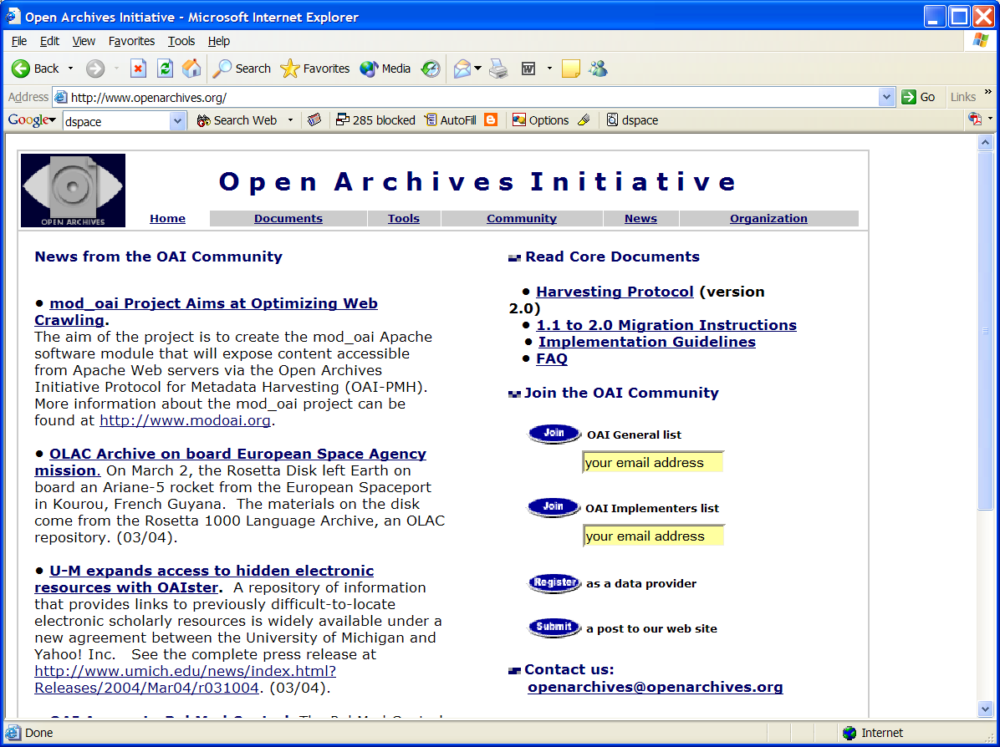 Open Archives Initiative - Microsoft Internet Explorer
File Edit View Favorites Tools Help
Back Search Favorites Media
Address http://www.openarchives.org/ Go Links »
Google dspace Search Web 285 blocked AutoFill Options dspace
OPEN ARCHIVES
Open Archives Initiative
Home Documents Tools Community News Organization
News from the OAI Community
• mod_oai Project Aims at Optimizing Web
Crawling.
The aim of the project is to create the mod_oai Apache
software module that will expose content accessible
from Apache Web servers via the Open Archives
Initiative Protocol for Metadata Harvesting (OAI-PMH).
More information about the mod_oai project can be
found at http://www.modoai.org.
• OLAC Archive on board European Space Agency
mission. On March 2, the Rosetta Disk left Earth on
board an Ariane-5 rocket from the European Spaceport
in Kourou, French Guyana. The materials on the disk
come from the Rosetta 1000 Language Archive, an OLAC
repository. (03/04).
• U-M expands access to hidden electronic
resources with OAIster. A repository of information
that provides links to previously difficult-to-locate
electronic scholarly resources is widely available under a
new agreement between the University of Michigan and
Yahoo! Inc. See the complete press release at
http://www.umich.edu/news/index.html?
Releases/2004/Mar04/r031004. (03/04).
Read Core Documents
• Harvesting Protocol (version
2.0)
• 1.1 to 2.0 Migration Instructions
• Implementation Guidelines
• FAQ
Join the OAI Community
Join OAI General list
your email address
Join OAI Implementers list
your email address
Register as a data provider
Submit a post to our web site
Contact us:
openarchives@openarchives.org
Done Internet